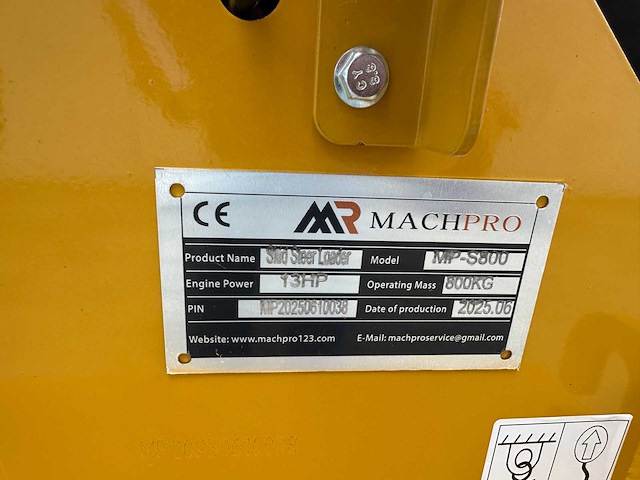 CE MR MACHPRO
Product Name Skid Steer Loader Model MP-S800
Engine Power 13HP Operating Mass 800KG
PIN MP20250610038 Date of production 2025.06
Website: www.machpro123.com E-Mail: machproservice@gmail.com